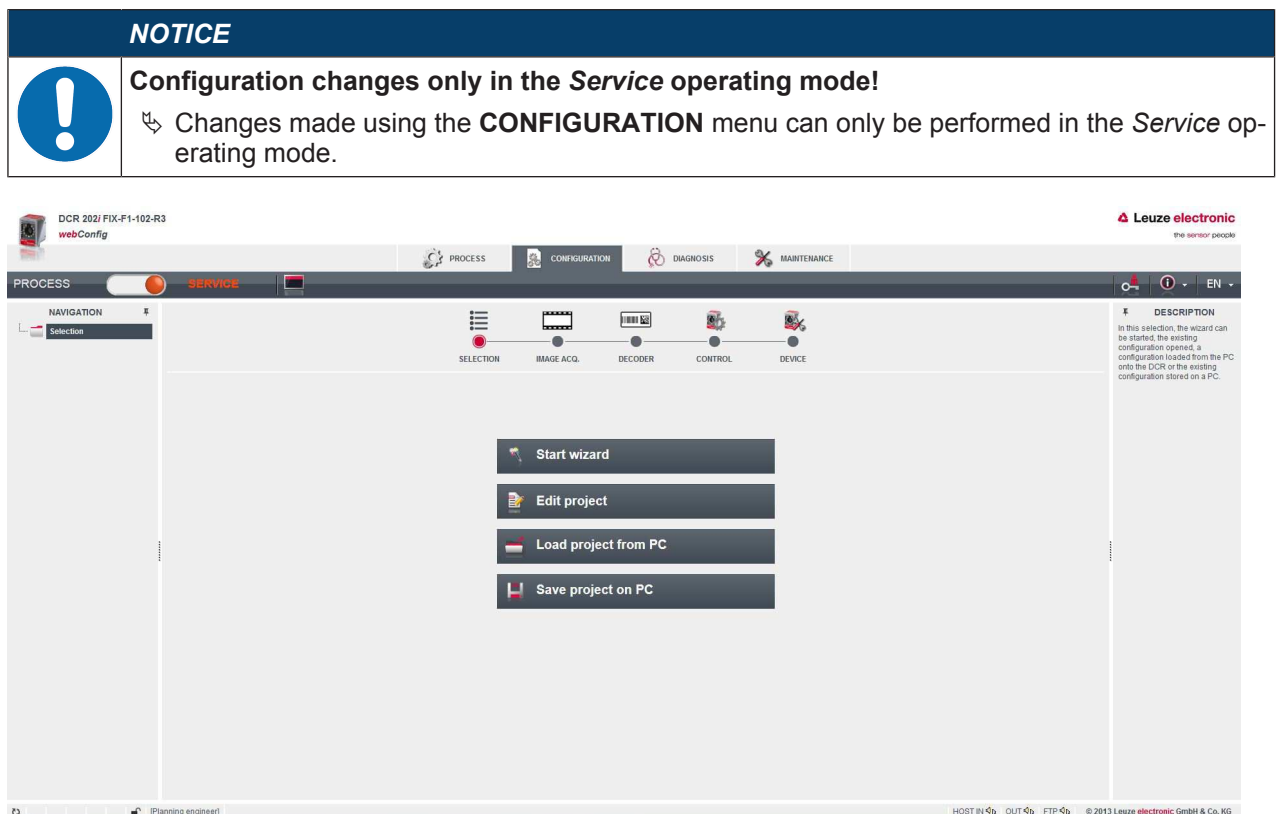 NOTICE
Configuration changes only in the Service operating mode!
Changes made using the CONFIGURATION menu can only be performed in the Service op-
erating mode.
DCR 202i FIX-F1-102-R3
webConfig
Leuze electronic
the sensor people
PROCESS
CONFIGURATION
DIAGNOSIS
MAINTENANCE
PROCESS
SERVICE
EN
NAVIGATION
Selection
SELECTION
IMAGE ACQ.
DECODER
CONTROL
DEVICE
DESCRIPTION
In this selection, the wizard can
be started, the existing
configuration opened, a
configuration loaded from the PC
onto the DCR or the existing
configuration stored on a PC.
Start wizard
Edit project
Load project from PC
Save project on PC
[Planning engineer]
HOST IN OUT FTP
© 2013 Leuze electronic GmbH & Co. KG